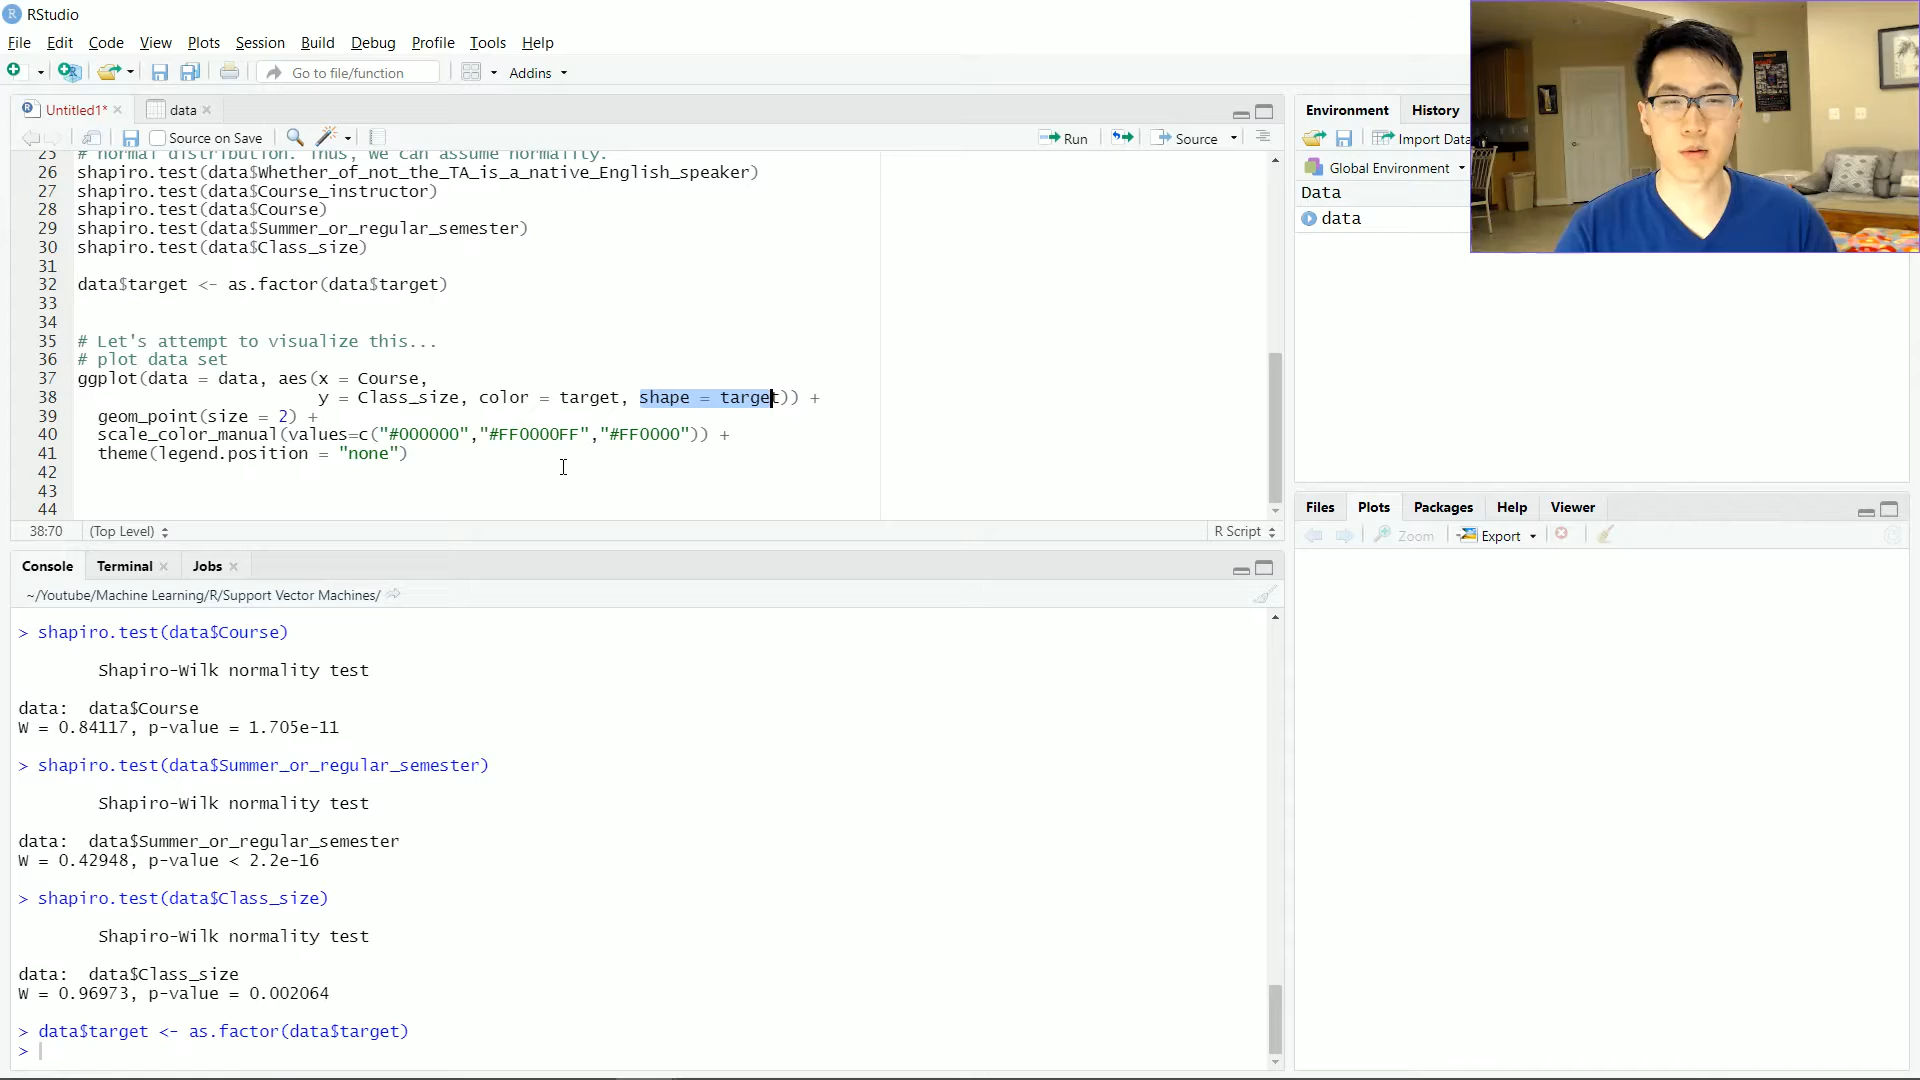 RStudio
File Edit Code View Plots Session Build Debug Profile Tools Help
Go to file/function Addins
Untitled1* data
Source on Save Run Source
25 # normal distribution. Thus, we can assume normality.
26 shapiro.test(data$Whether_of_not_the_TA_is_a_native_English_speaker)
27 shapiro.test(data$Course_instructor)
28 shapiro.test(data$Course)
29 shapiro.test(data$Summer_or_regular_semester)
30 shapiro.test(data$Class_size)
31
32 data$target <- as.factor(data$target)
33
34
35 # Let's attempt to visualize this...
36 # plot data set
37 ggplot(data = data, aes(x = Course,
38 y = Class_size, color = target, shape = target)) +
39 geom_point(size = 2) +
40 scale_color_manual(values=c("#000000","#FF0000FF","#FF0000")) +
41 theme(legend.position = "none")
42
43
44
38:70 (Top Level) R Script
Console Terminal Jobs
~/Youtube/Machine Learning/R/Support Vector Machines/
> shapiro.test(data$Course)
Shapiro-Wilk normality test
data: data$Course
W = 0.84117, p-value = 1.705e-11
> shapiro.test(data$Summer_or_regular_semester)
Shapiro-Wilk normality test
data: data$Summer_or_regular_semester
W = 0.42948, p-value < 2.2e-16
> shapiro.test(data$Class_size)
Shapiro-Wilk normality test
data: data$Class_size
W = 0.96973, p-value = 0.002064
> data$target <- as.factor(data$target)
>
Environment History
Import Data
Global Environment
Data
data
Files Plots Packages Help Viewer
Zoom Export